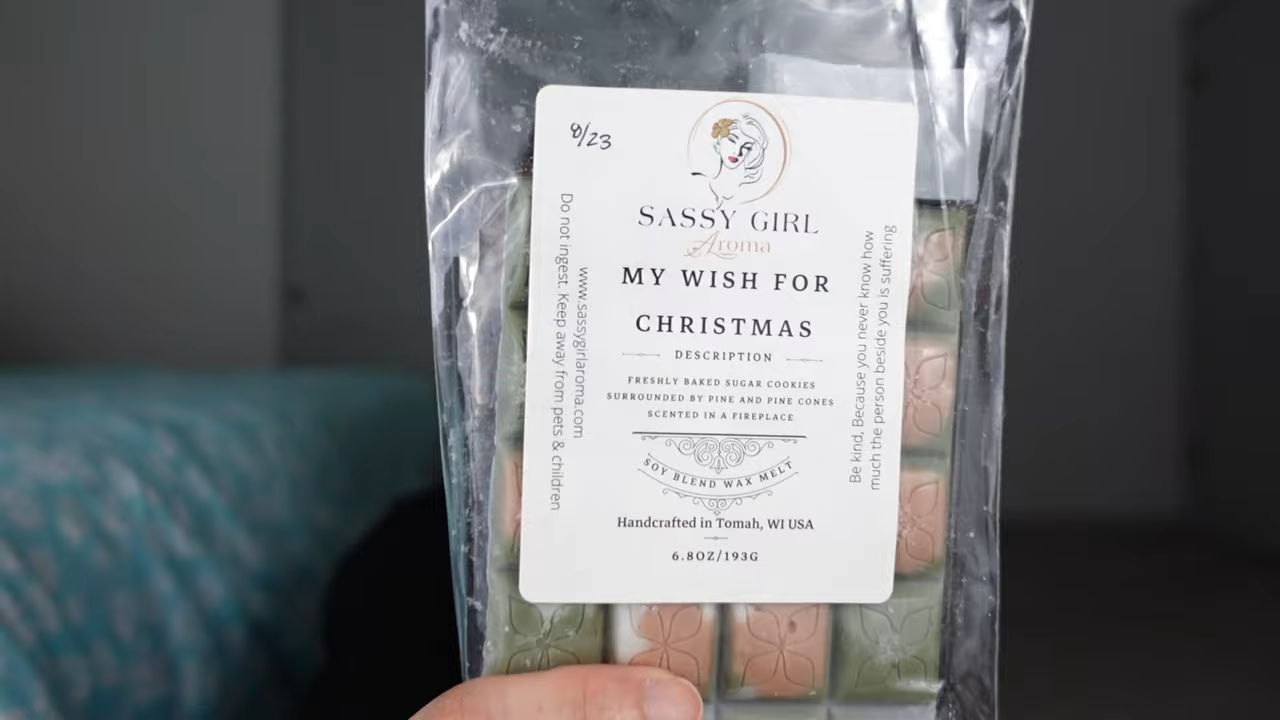 8/23
SASSY GIRL
Aroma
MY WISH FOR
CHRISTMAS
DESCRIPTION
FRESHLY BAKED SUGAR COOKIES
SURROUNDED BY PINE AND PINE CONES
SCENTED IN A FIREPLACE
SOY BLEND WAX MELT
Handcrafted in Tomah, WI USA
6.8OZ/193G
www.sassygirlaroma.com
Do not ingest. Keep away from pets & children
Be kind, Because you never know how
much the person beside you is suffering